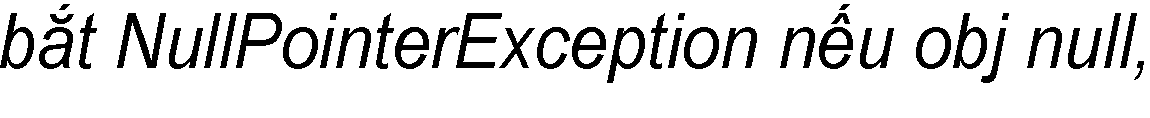 bắt NullPointerException nếu obj null,